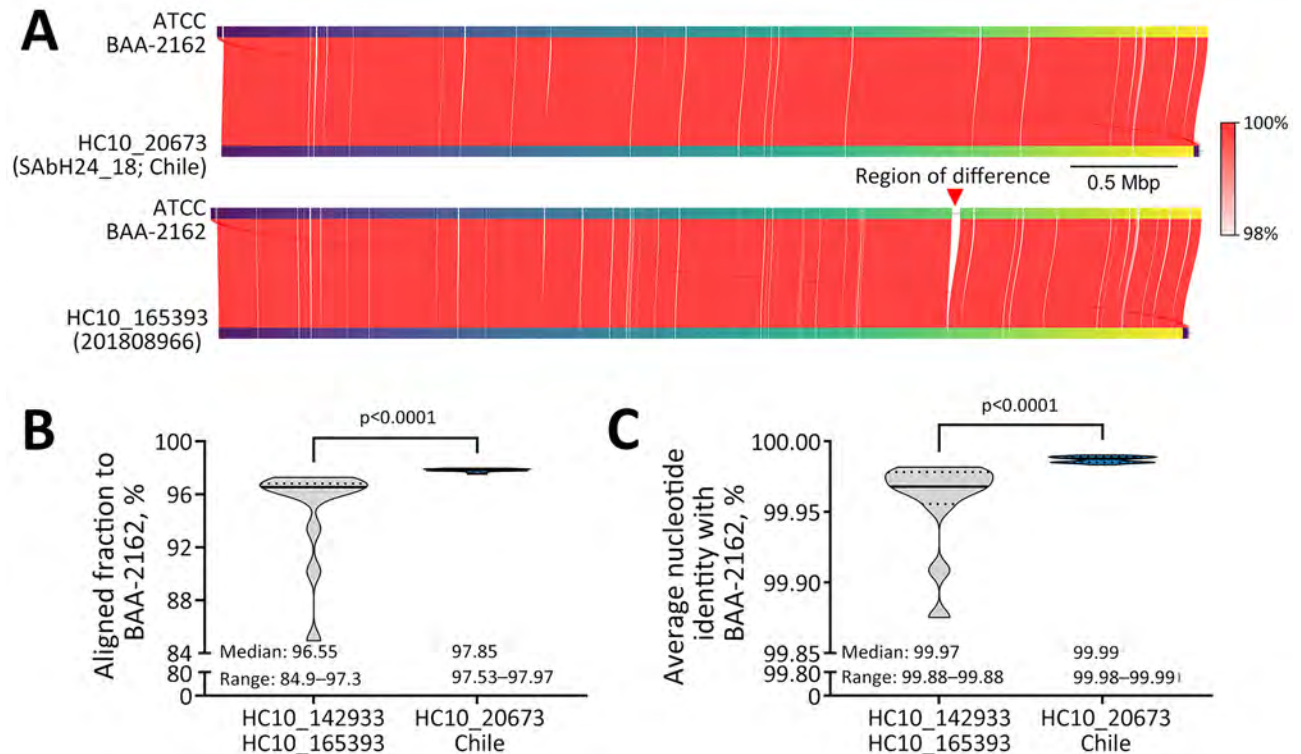 A
ATCC
BAA-2162
HC10_20673
(SAbH24_18; Chile)
100%
98%
0.5 Mbp
Region of difference
ATCC
BAA-2162
HC10_165393
(201808966)
B
p<0.0001
Aligned fraction to
BAA-2162, %
100
96
92
88
84
80
0
Median: 96.55
97.85
Range: 84.9–97.3
97.53–97.97
HC10_142933
HC10_165393
HC10_20673
Chile
C
p<0.0001
Average nucleotide
identity with
BAA-2162, %
100.00
99.95
99.90
99.85
99.80
0
Median: 99.97
99.99
Range: 99.88–99.88
99.98–99.99
HC10_142933
HC10_165393
HC10_20673
Chile